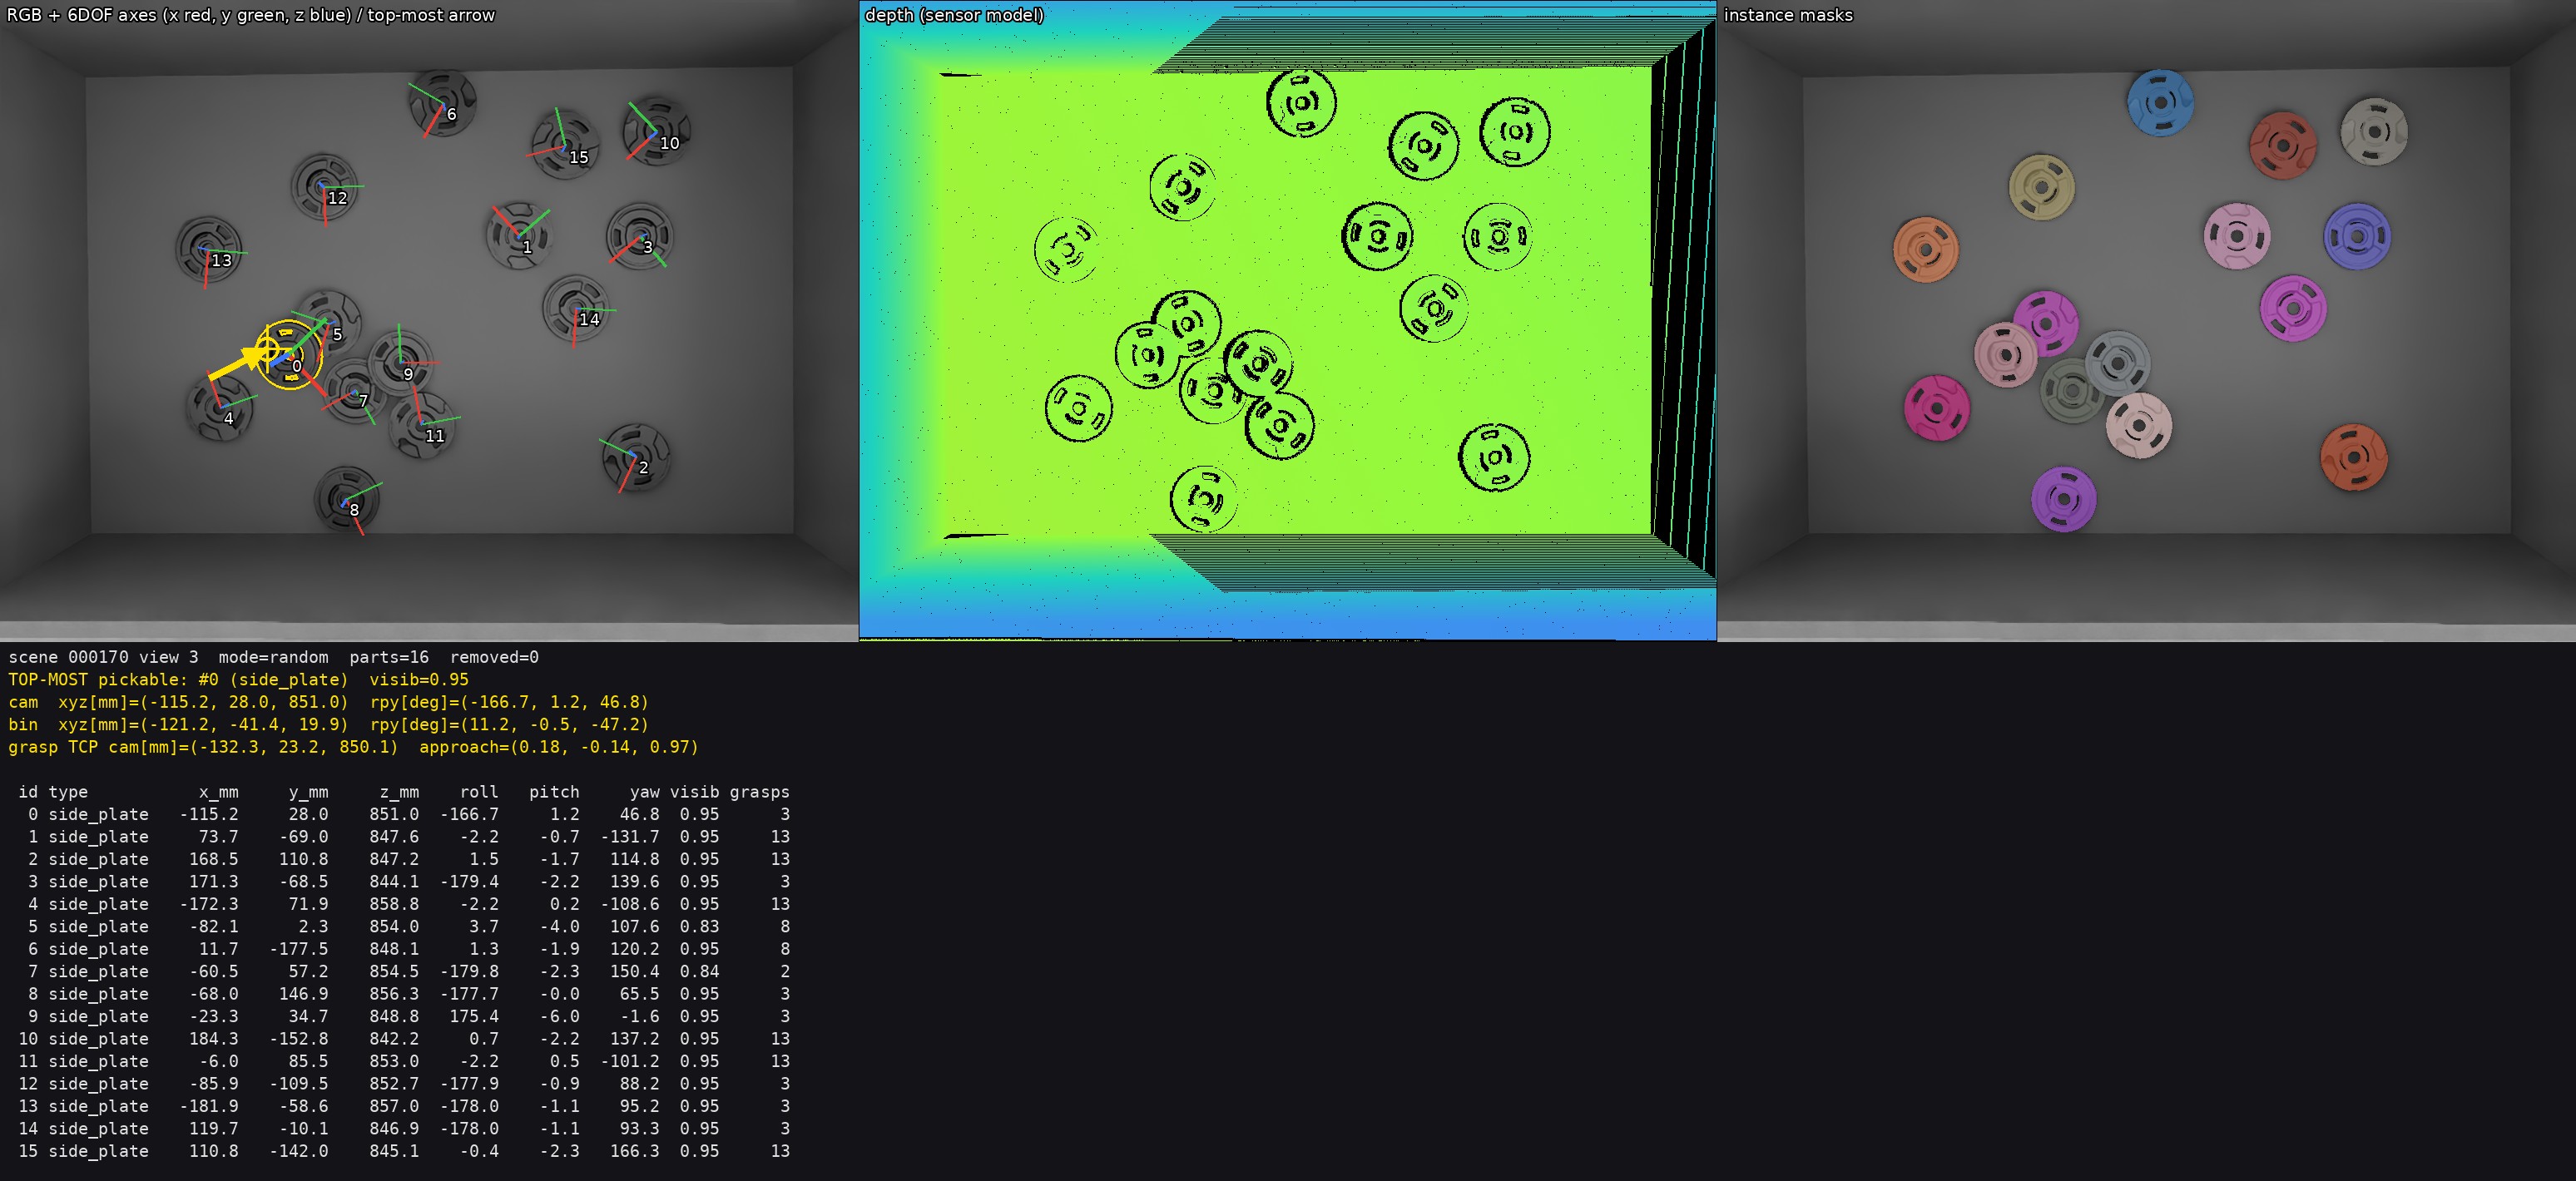 RGB + 6DOF axes (x red, y green, z blue) / top-most arrow
depth (sensor model)
instance masks
6
15
10
12
1
3
13
14
5
0
9
7
4
11
2
8
scene 000170 view 3  mode=random  parts=16  removed=0
TOP-MOST pickable: #0 (side_plate)  visib=0.95
cam  xyz[mm]=(-115.2, 28.0, 851.0)  rpy[deg]=(-166.7, 1.2, 46.8)
bin  xyz[mm]=(-121.2, -41.4, 19.9)  rpy[deg]=(11.2, -0.5, -47.2)
grasp TCP cam[mm]=(-132.3, 23.2, 850.1)  approach=(0.18, -0.14, 0.97)
id type x_mm y_mm z_mm roll pitch yaw visib grasps
0 side_plate -115.2 28.0 851.0 -166.7 1.2 46.8 0.95 3
1 side_plate 73.7 -69.0 847.6 -2.2 -0.7 -131.7 0.95 13
2 side_plate 168.5 110.8 847.2 1.5 -1.7 114.8 0.95 13
3 side_plate 171.3 -68.5 844.1 -179.4 -2.2 139.6 0.95 3
4 side_plate -172.3 71.9 858.8 -2.2 0.2 -108.6 0.95 13
5 side_plate -82.1 2.3 854.0 3.7 -4.0 107.6 0.83 8
6 side_plate 11.7 -177.5 848.1 1.3 -1.9 120.2 0.95 8
7 side_plate -60.5 57.2 854.5 -179.8 -2.3 150.4 0.84 2
8 side_plate -68.0 146.9 856.3 -177.7 -0.0 65.5 0.95 3
9 side_plate -23.3 34.7 848.8 175.4 -6.0 -1.6 0.95 3
10 side_plate 184.3 -152.8 842.2 0.7 -2.2 137.2 0.95 13
11 side_plate -6.0 85.5 853.0 -2.2 0.5 -101.2 0.95 13
12 side_plate -85.9 -109.5 852.7 -177.9 -0.9 88.2 0.95 3
13 side_plate -181.9 -58.6 857.0 -178.0 -1.1 95.2 0.95 3
14 side_plate 119.7 -10.1 846.9 -178.0 -1.1 93.3 0.95 3
15 side_plate 110.8 -142.0 845.1 -0.4 -2.3 166.3 0.95 13